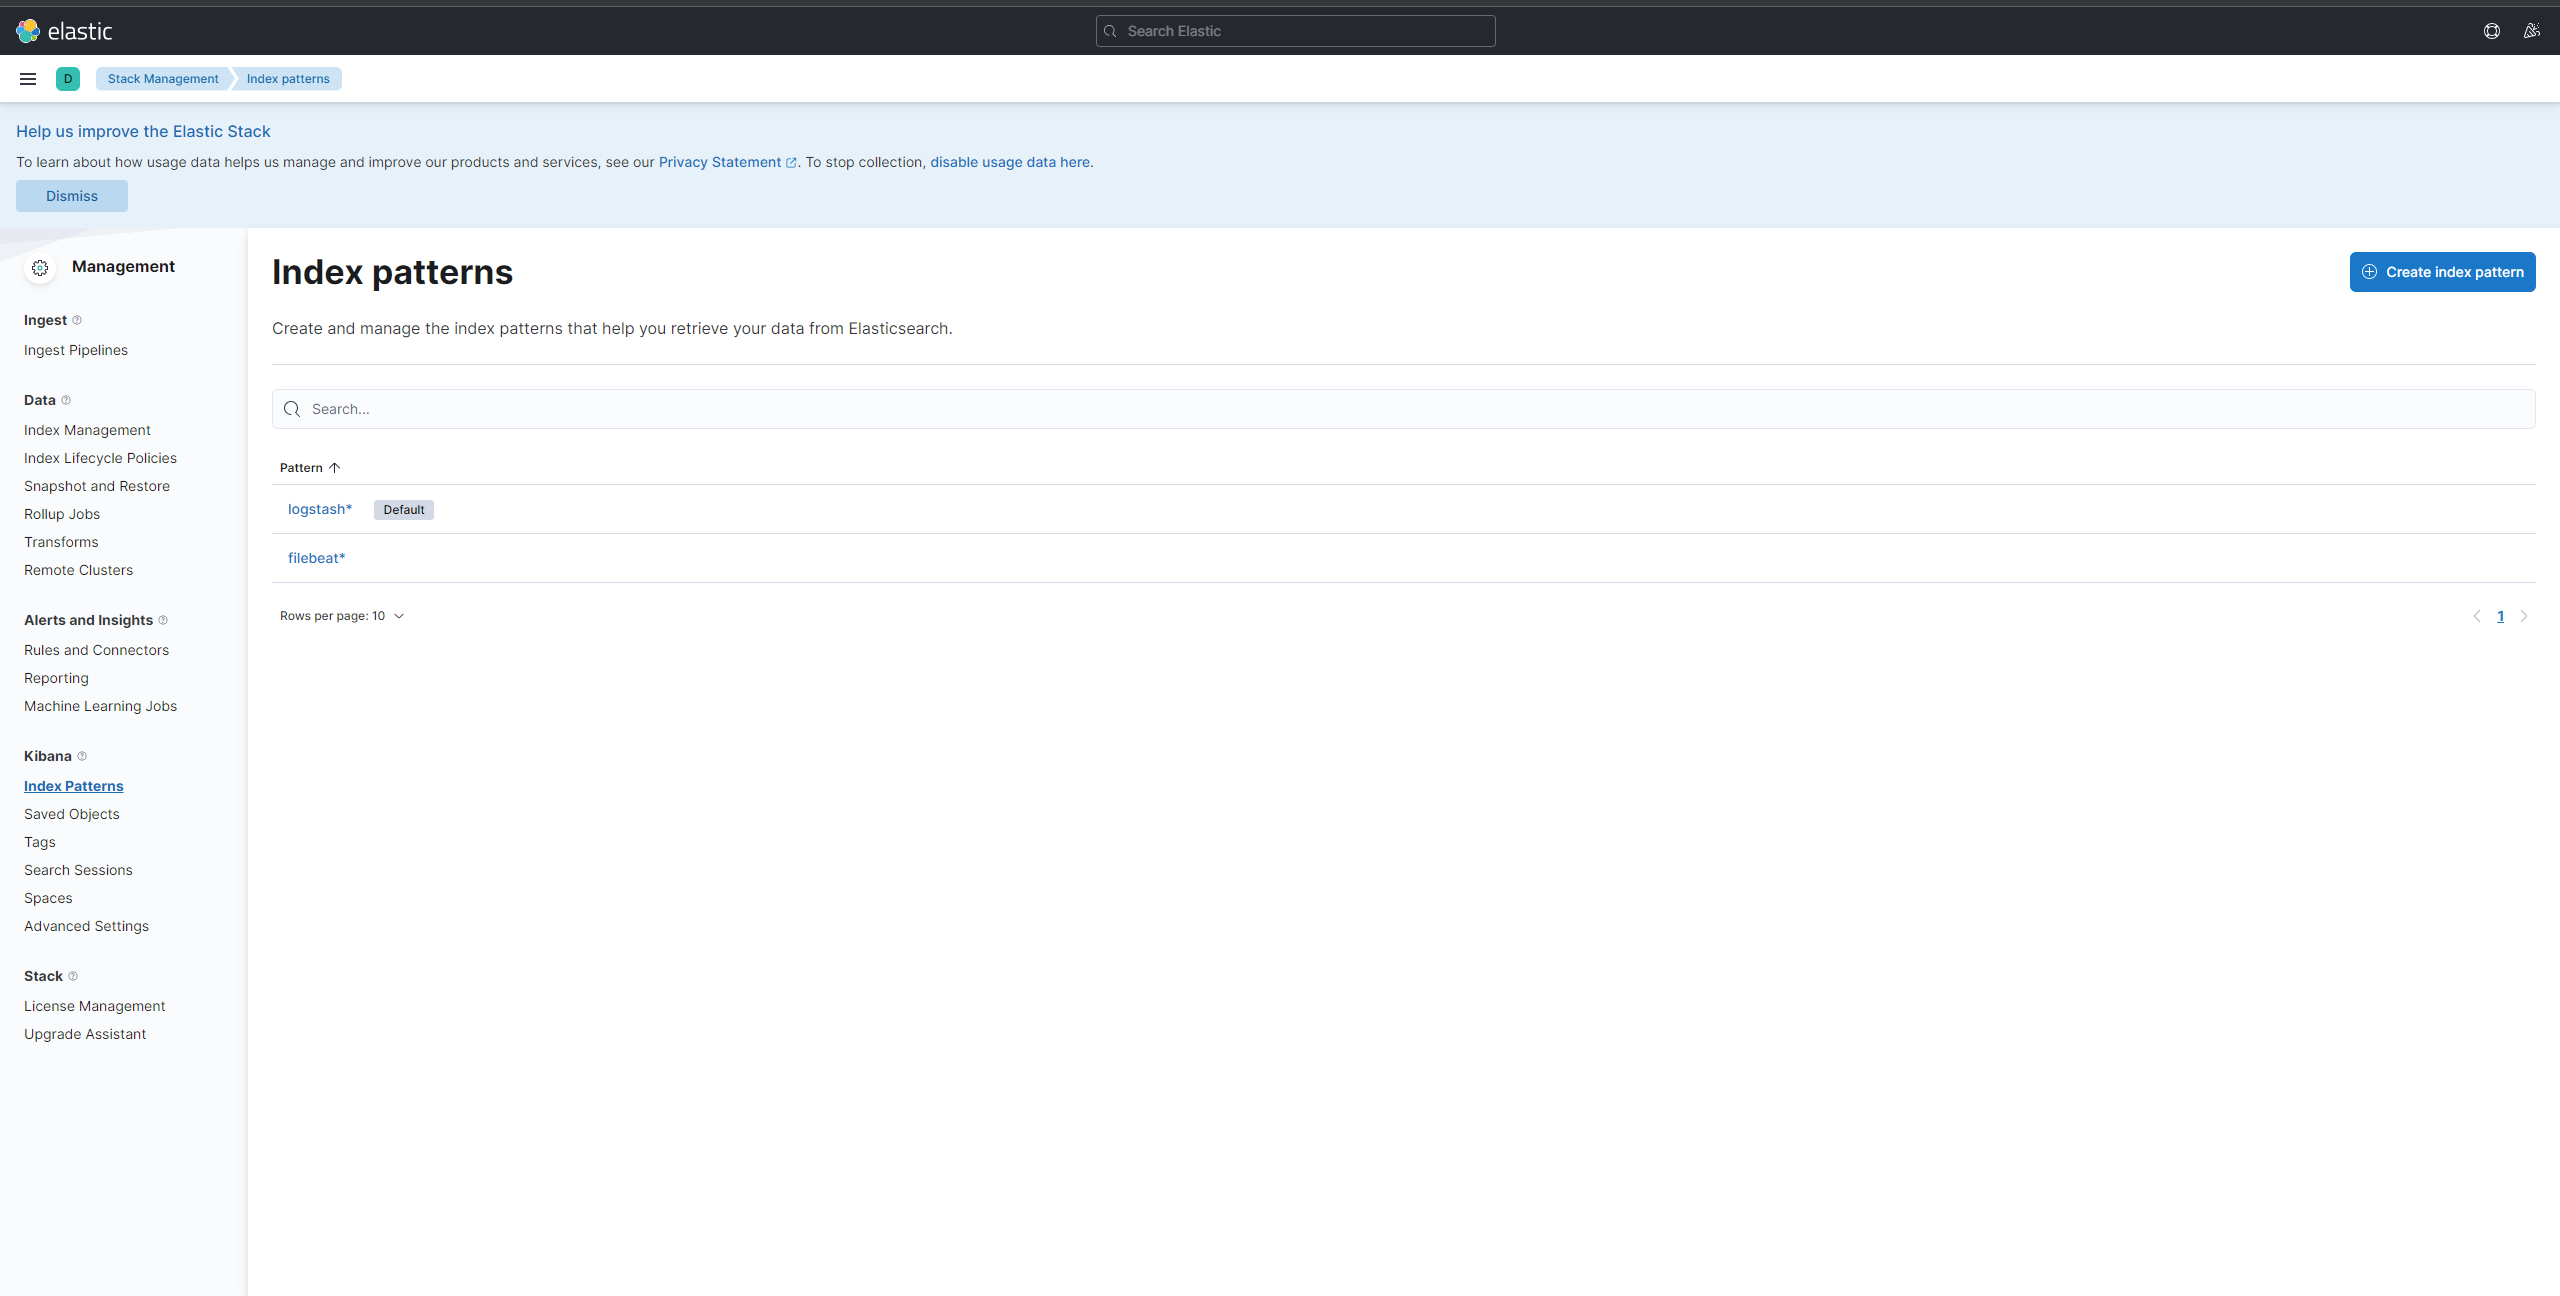 elastic
Search Elastic
D
Stack Management
Index patterns
Help us improve the Elastic Stack
To learn about how usage data helps us manage and improve our products and services, see our Privacy Statement. To stop collection, disable usage data here.
Dismiss
Management
Ingest
Ingest Pipelines
Data
Index Management
Index Lifecycle Policies
Snapshot and Restore
Rollup Jobs
Transforms
Remote Clusters
Alerts and Insights
Rules and Connectors
Reporting
Machine Learning Jobs
Kibana
Index Patterns
Saved Objects
Tags
Search Sessions
Spaces
Advanced Settings
Stack
License Management
Upgrade Assistant
Index patterns
Create index pattern
Create and manage the index patterns that help you retrieve your data from Elasticsearch.
Search...
Pattern
logstash* Default
filebeat*
Rows per page: 10
1